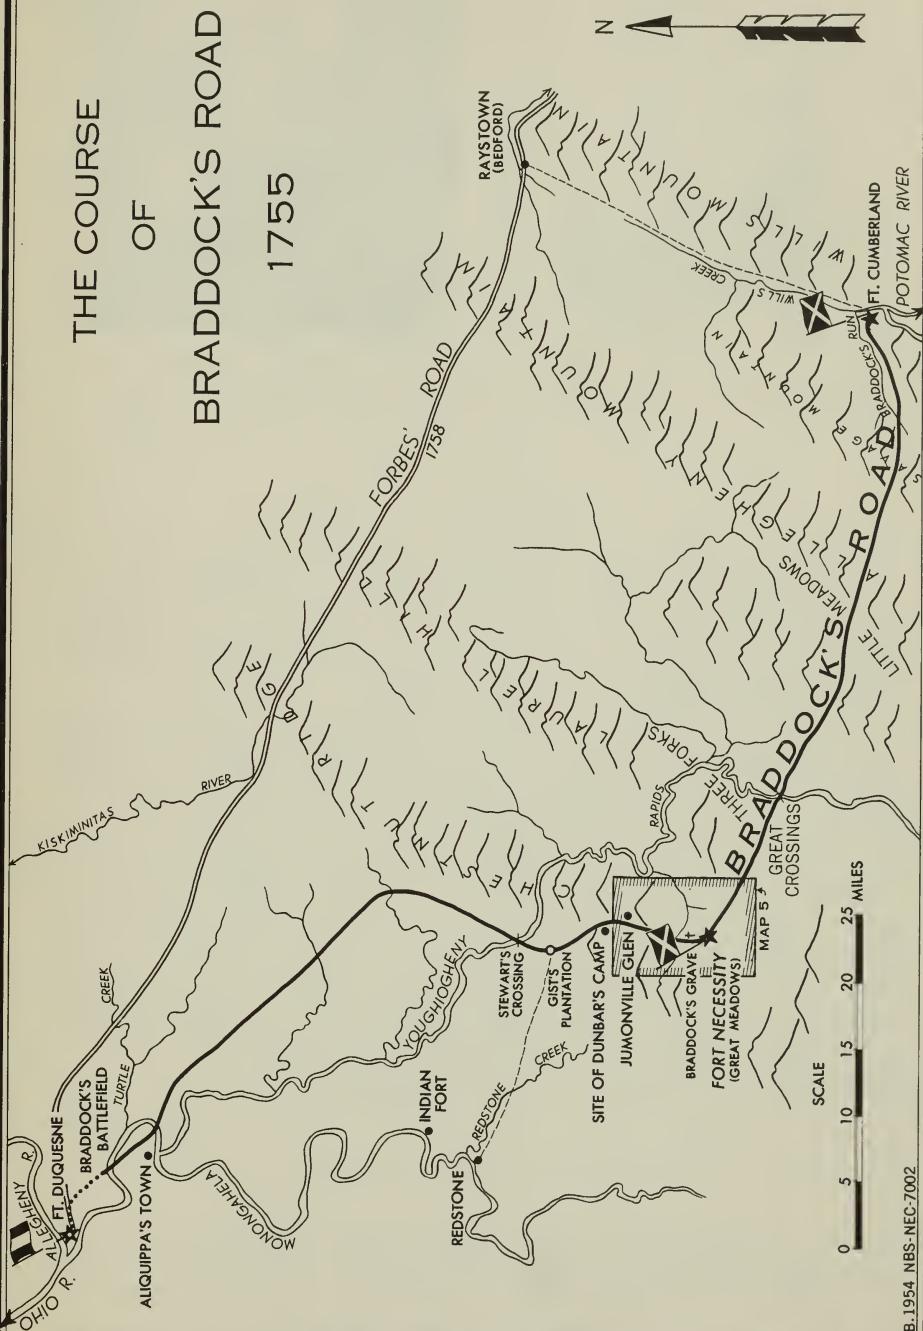 THE COURSE
OF
BRADDOCK'S ROAD
1755
N
RAYSTOWN
(BEDFORD)
WILLS MOUNTAIN
WILLS CREEK
FT. CUMBERLAND
POTOMAC RIVER
BRADDOCK'S RUN
SAVAGE MOUNTAIN
ALLEGHENY MOUNTAIN
FORBES' ROAD
1758
LITTLE MEADOWS
BRADDOCK'S ROAD
LAUREL HILL
THREE FORKS
RAPIDS
GREAT
CROSSINGS
CHESTNUT RIDGE
KISKIMINITAS RIVER
MAP 5
STEWART'S
CROSSING
GIST'S
PLANTATION
SITE OF DUNBAR'S CAMP
JUMONVILLE GLEN
BRADDOCK'S GRAVE
FORT NECESSITY
(GREAT MEADOWS)
YOUGHIOGHENY
INDIAN
FORT
REDSTONE CREEK
REDSTONE
MONONGAHELA
TURTLE CREEK
BRADDOCK'S
BATTLEFIELD
FT. DUQUESNE
ALIQUIPPA'S TOWN
ALLEGHENY R.
OIHO R.
SCALE
0 5 10 15 20 25 MILES
B.1954 NBS-NEC-7002